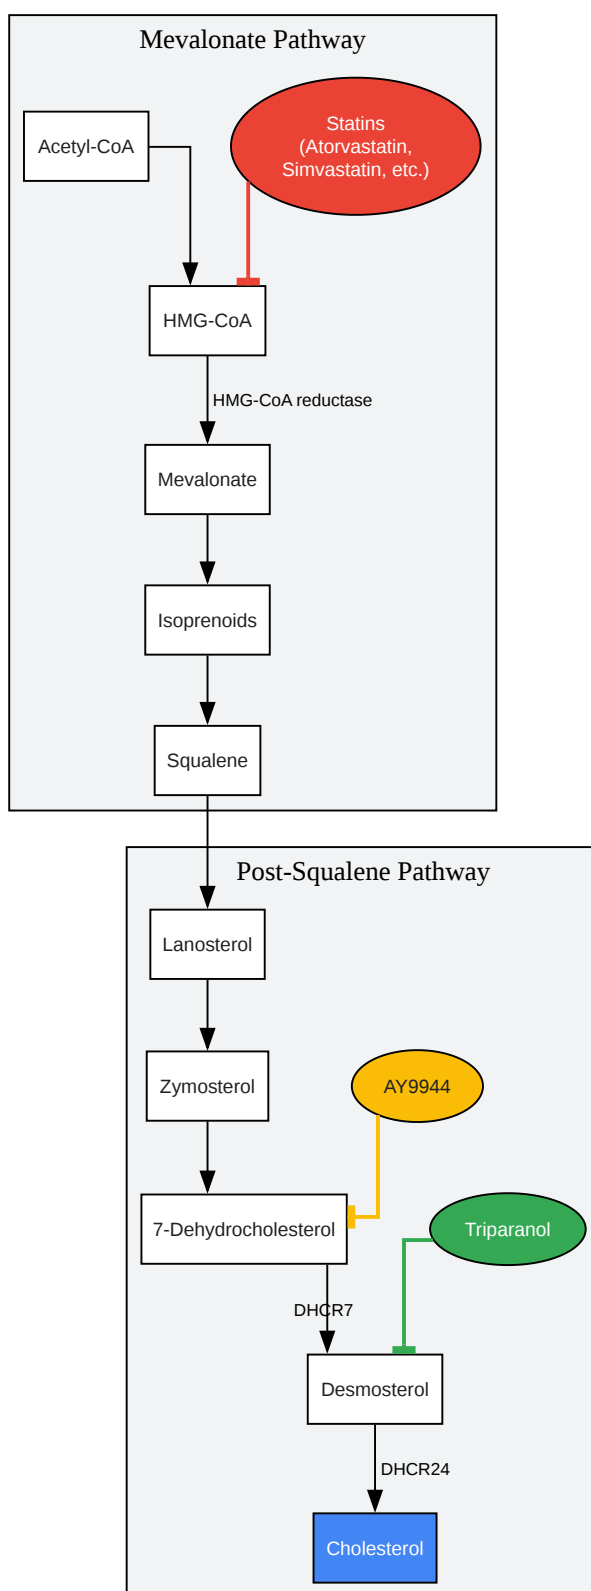 Mevalonate Pathway
Acetyl-CoA
Statins
(Atorvastatin,
Simvastatin, etc.)
HMG-CoA
HMG-CoA reductase
Mevalonate
Isoprenoids
Squalene
Post-Squalene Pathway
Lanosterol
Zymosterol
AY9944
7-Dehydrocholesterol
Triparanol
DHCR7
Desmosterol
DHCR24
Cholesterol